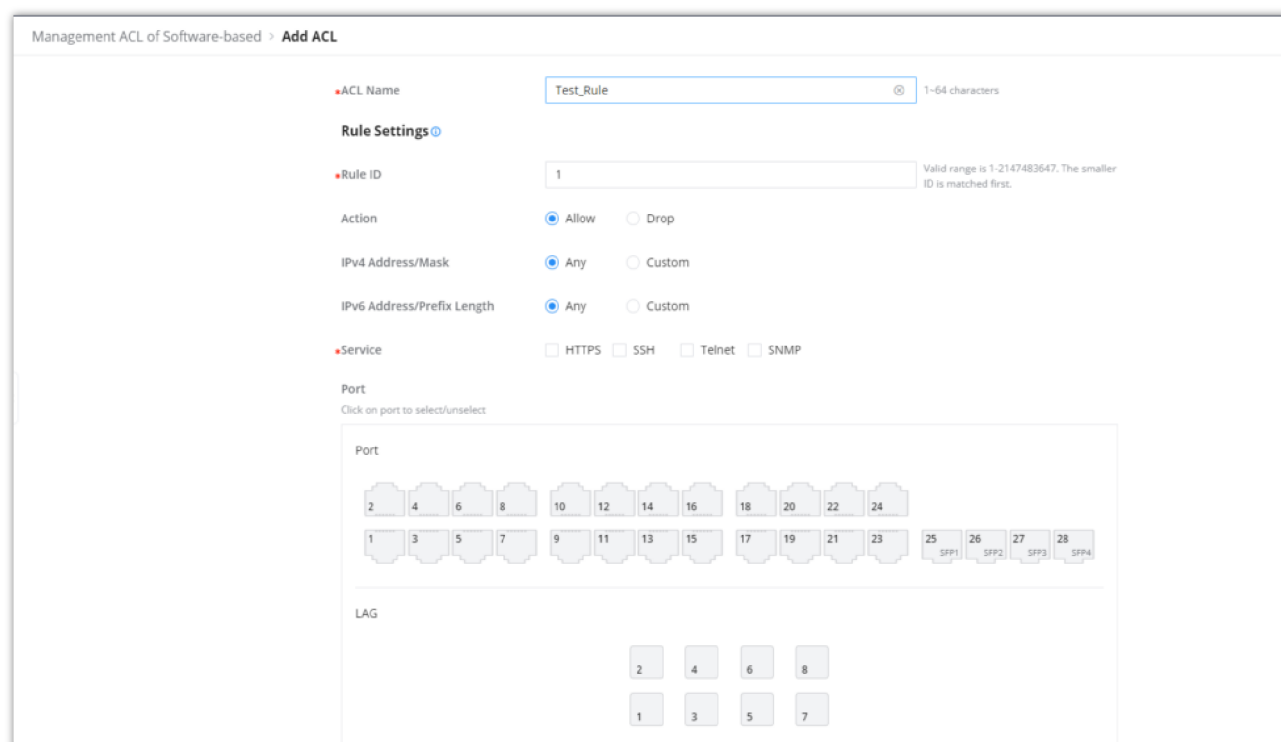 Management ACL of Software-based > Add ACL
*ACL Name Test_Rule 1~64 characters
Rule Settings
*Rule ID 1 Valid range is 1-2147483647. The smaller
ID is matched first.
Action Allow Drop
IPv4 Address/Mask Any Custom
IPv6 Address/Prefix Length Any Custom
*Service HTTPS SSH Telnet SNMP
Port
Click on port to select/unselect
Port
2 4 6 8 10 12 14 16 18 20 22 24
1 3 5 7 9 11 13 15 17 19 21 23 25 26 27 28
SFP1 SFP2 SFP3 SFP4
LAG
2 4 6 8
1 3 5 7